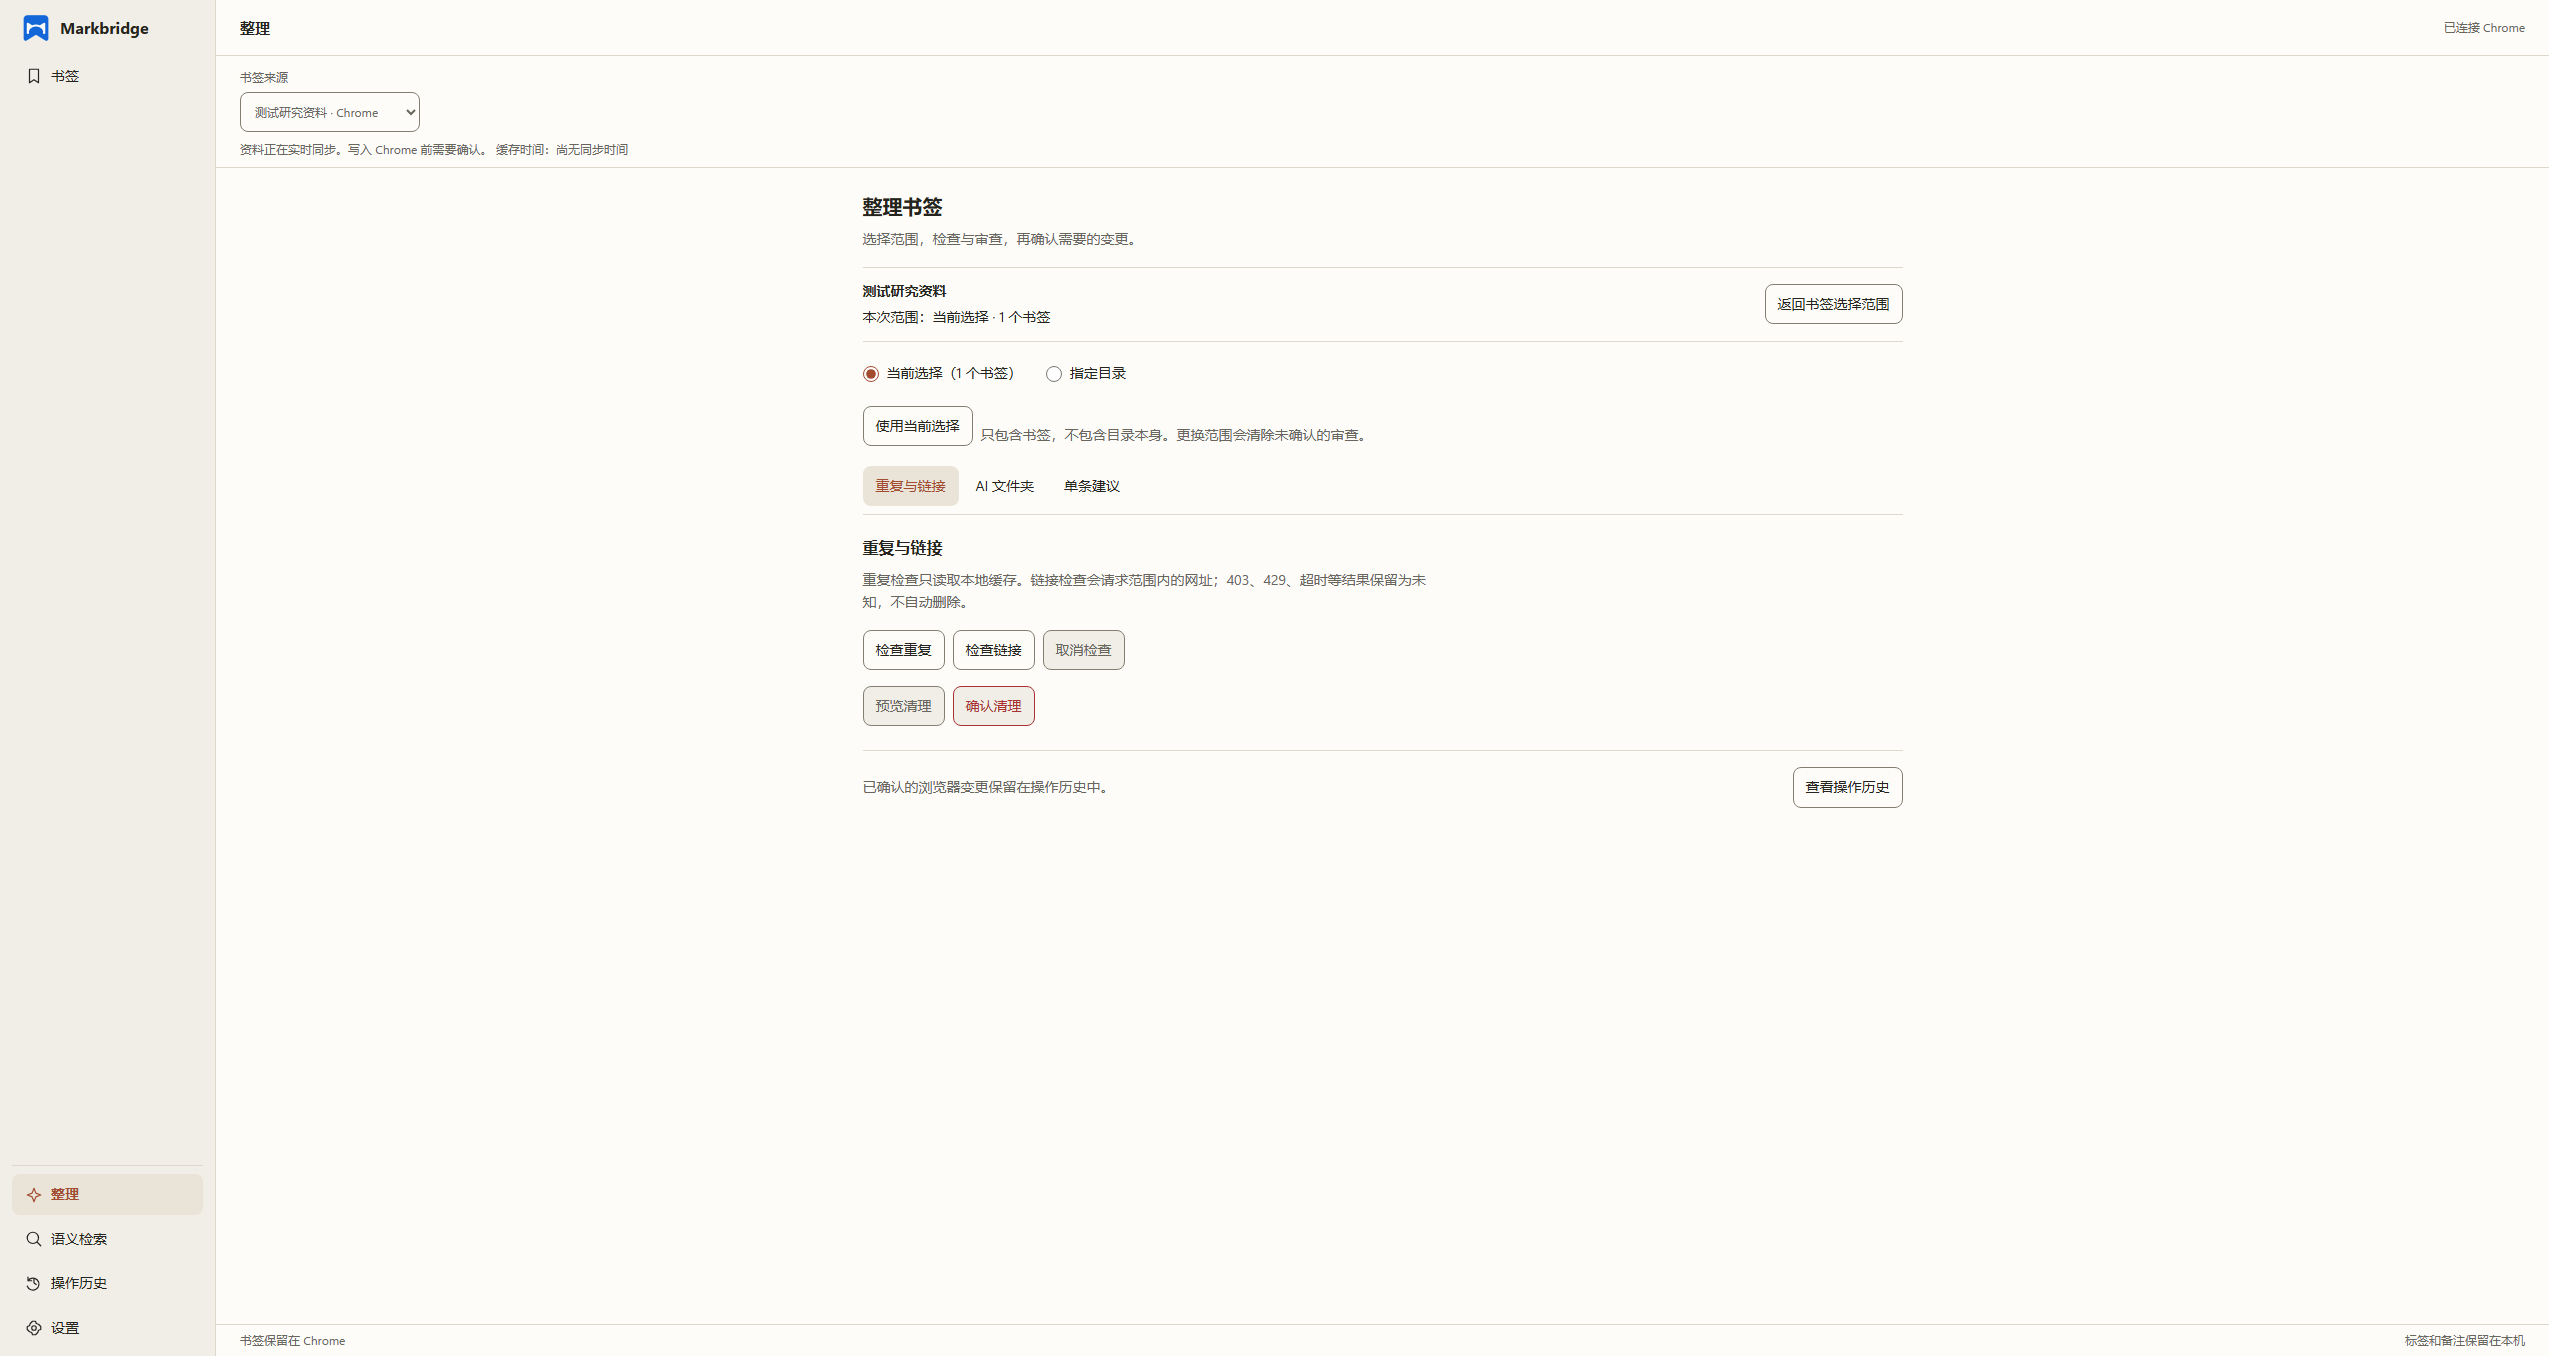 Markbridge
书签
整理
语义检索
操作历史
设置
整理
已连接 Chrome
书签来源
测试研究资料 · Chrome
资料正在实时同步。写入 Chrome 前需要确认。 缓存时间：尚无同步时间
整理书签
选择范围，检查与审查，再确认需要的变更。
测试研究资料
本次范围：当前选择 · 1 个书签
返回书签选择范围
当前选择（1 个书签）
指定目录
使用当前选择
只包含书签，不包含目录本身。更换范围会清除未确认的审查。
重复与链接
AI 文件夹
单条建议
重复与链接
重复检查只读取本地缓存。链接检查会请求范围内的网址；403、429、超时等结果保留为未
知，不自动删除。
检查重复
检查链接
取消检查
预览清理
确认清理
已确认的浏览器变更保留在操作历史中。
查看操作历史
书签保留在 Chrome
标签和备注保留在本机